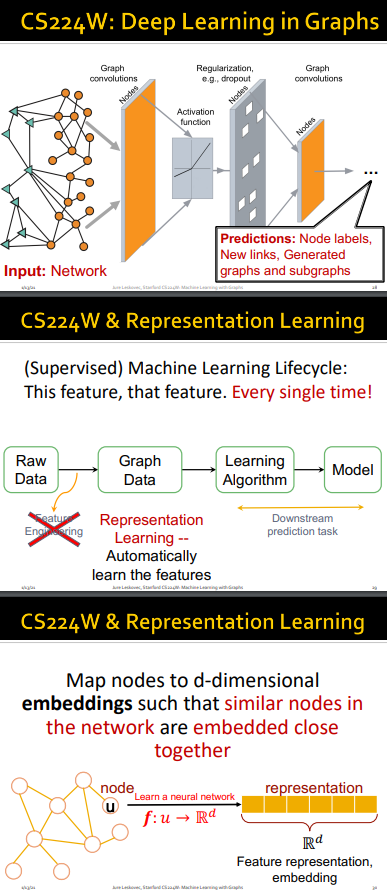 CS224W: Deep Learning in Graphs
Graph
convolutions
Regularization,
e.g., dropout
Graph
convolutions
Nodes
Nodes
Nodes
Activation
function
...
Predictions: Node labels,
New links, Generated
graphs and subgraphs
Input: Network
4/13/21
Jure Leskovec, Stanford CS224W: Machine Learning with Graphs
28
CS224W & Representation Learning
(Supervised) Machine Learning Lifecycle:
This feature, that feature. Every single time!
Raw
Data
Graph
Data
Learning
Algorithm
Model
Feature
Engineering
Representation
Learning --
Automatically
learn the features
Downstream
prediction task
4/13/21
Jure Leskovec, Stanford CS224W: Machine Learning with Graphs
29
CS224W & Representation Learning
Map nodes to d-dimensional
embeddings such that similar nodes in
the network are embedded close
together
node
u
Learn a neural network
f: u → ℝᵈ
representation
ℝᵈ
Feature representation,
embedding
4/13/21
Jure Leskovec, Stanford CS224W: Machine Learning with Graphs
30